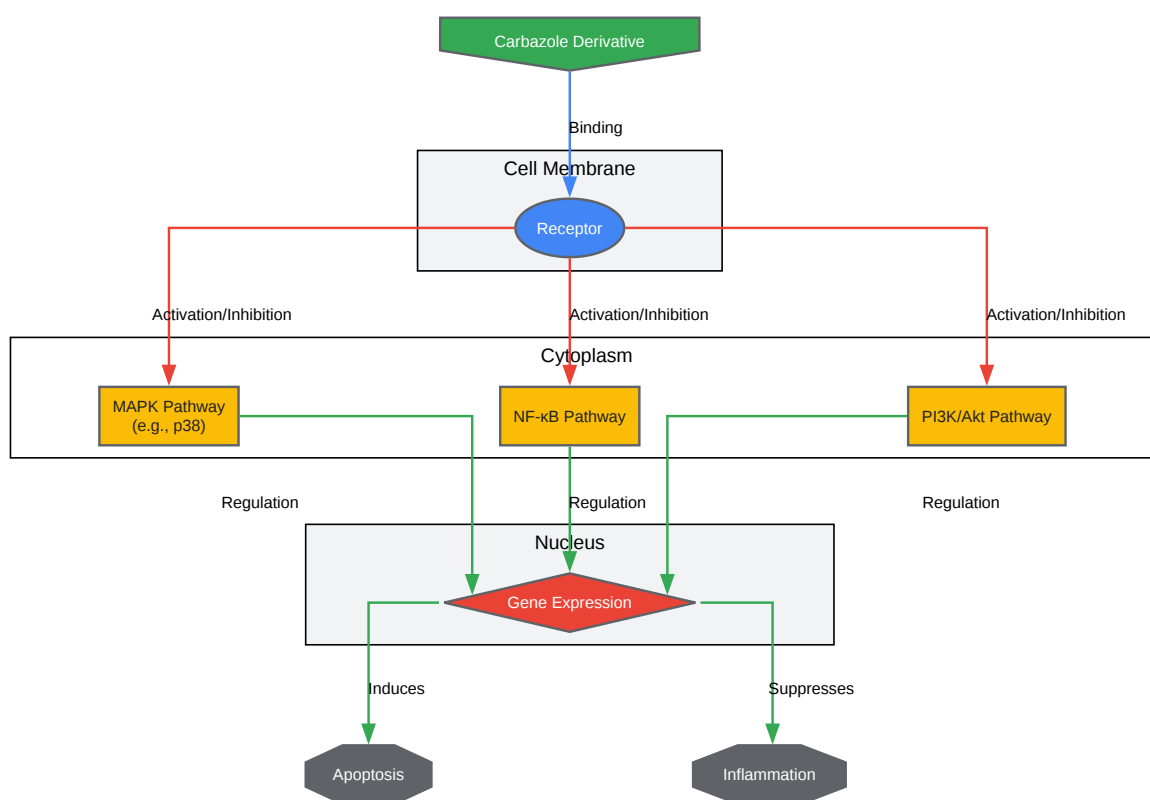 Carbazole Derivative
Binding
Cell Membrane
Receptor
Activation/Inhibition
Activation/Inhibition
Activation/Inhibition
Cytoplasm
MAPK Pathway
(e.g., p38)
NF-κB Pathway
PI3K/Akt Pathway
Regulation
Regulation
Regulation
Nucleus
Gene Expression
Induces
Suppresses
Apoptosis
Inflammation